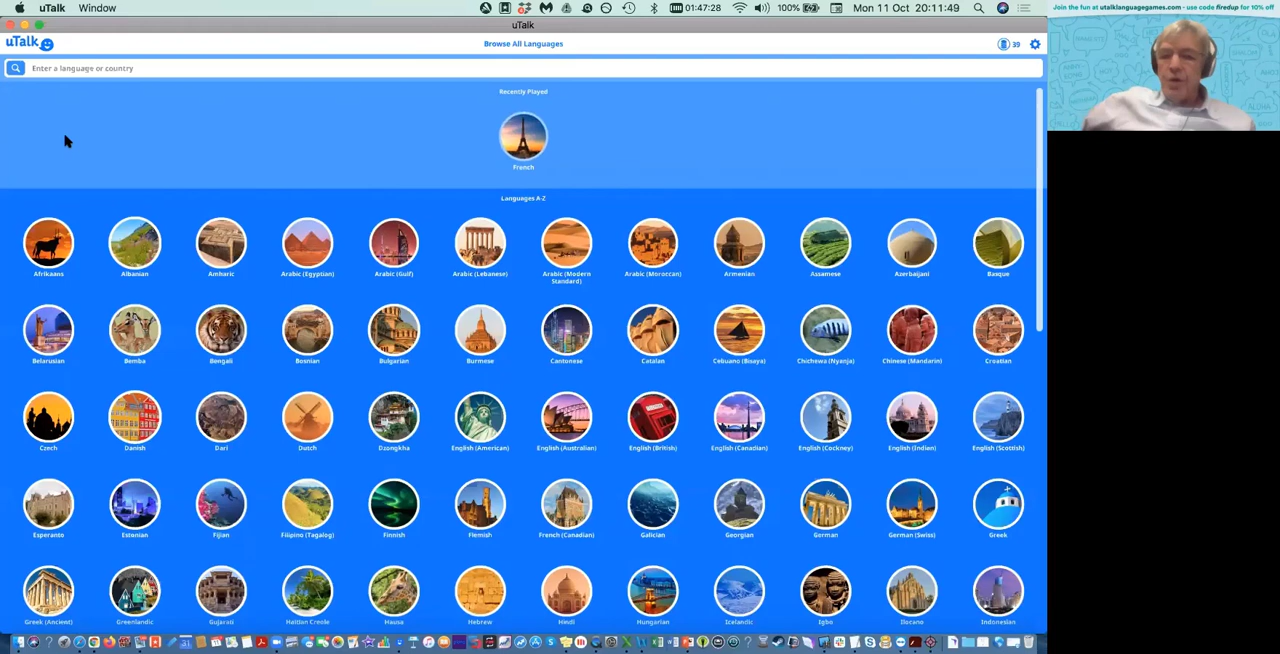 uTalk Window 01:47:28 100% Mon 11 Oct 20:11:49
Join the fun at utalklanguagegames.com - use code firedup for 10% off
uTalk
uTalk Browse All Languages 39
Enter a language or country
Recently Played
French
Languages A-Z
Afrikaans Albanian Amharic Arabic (Egyptian) Arabic (Gulf) Arabic (Lebanese) Arabic (Modern Standard) Arabic (Moroccan) Armenian Assamese Azerbaijani Basque
Belarusian Bemba Bengali Bosnian Bulgarian Burmese Cantonese Catalan Cebuano (Bisaya) Chichewa (Nyanja) Chinese (Mandarin) Croatian
Czech Danish Dari Dutch Dzongkha English (American) English (Australian) English (British) English (Canadian) English (Cockney) English (Indian) English (Scottish)
Esperanto Estonian Fijian Filipino (Tagalog) Finnish Flemish French (Canadian) Galician Georgian German German (Swiss) Greek
Greek (Ancient) Greenlandic Gujarati Haitian Creole Hausa Hebrew Hindi Hungarian Icelandic Igbo Ilocano Indonesian